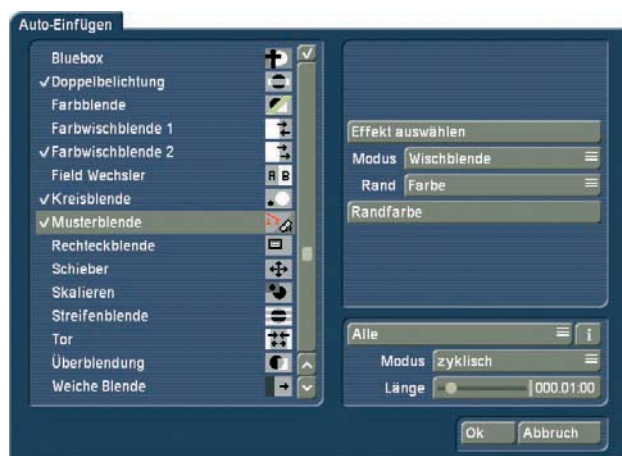 Auto-Einfügen
Bluebox
✓Doppelbelichtung
Farbblende
Farbwischblende 1
✓Farbwischblende 2
Field Wechsler
A B
✓Kreisblende
✓Musterblende
Rechteckblende
Schieber
Skalieren
Streifenblende
Tor
Überblendung
Weiche Blende
Effekt auswählen
Modus Wischblende
Rand Farbe
Randfarbe
Alle i
Modus zyklisch
Länge 000.01:00
Ok Abbruch